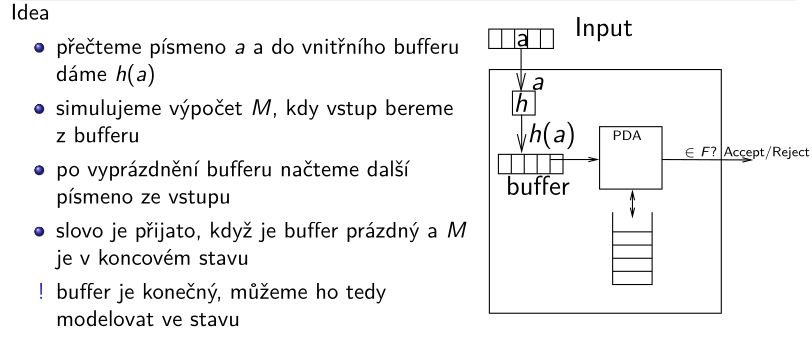 Idea
přečteme písmeno a a do vnitřního bufferu
dáme h(a)
simulujeme výpočet M, kdy vstup bereme
z bufferu
po vyprázdnění bufferu načteme další
písmeno ze vstupu
slovo je přijato, když je buffer prázdný a M
je v koncovém stavu
! buffer je konečný, můžeme ho tedy
modelovat ve stavu
Input
a
a
h
h(a)
buffer
PDA
∈ F? Accept/Reject